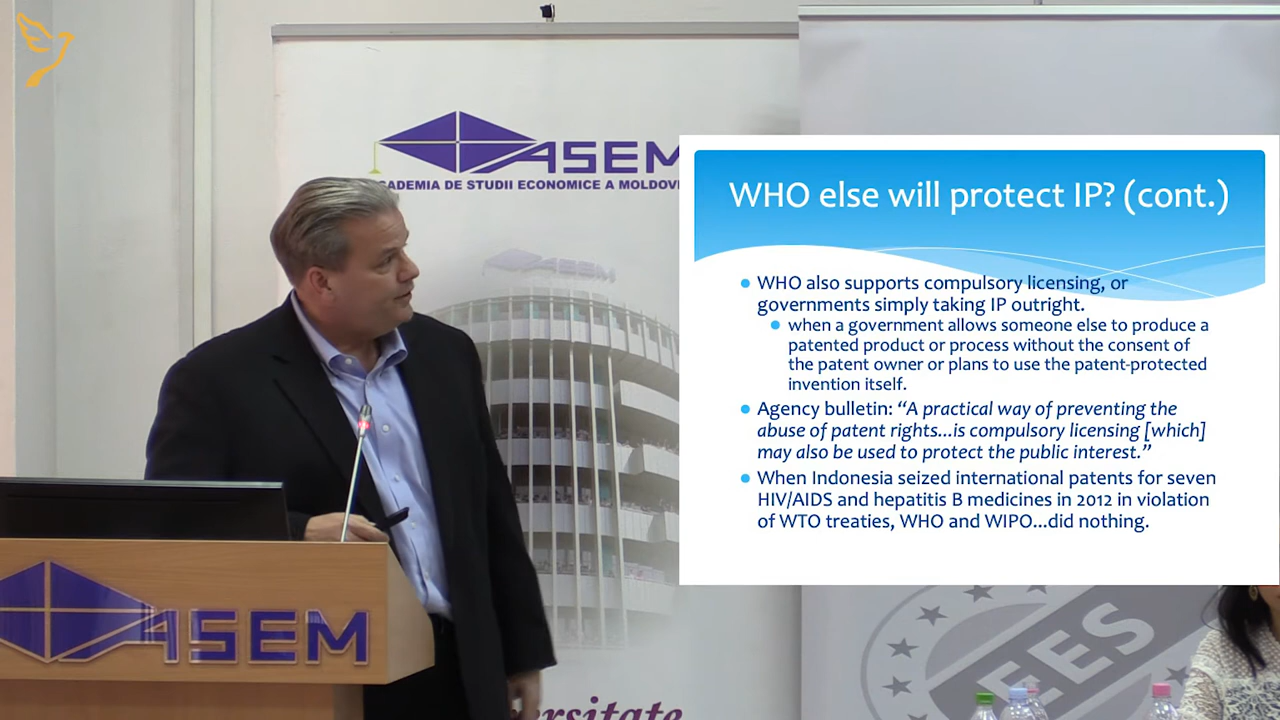 ASEM
ACADEMIA DE STUDII ECONOMICE A MOLDOVE
ASEM
WHO else will protect IP? (cont.)
WHO also supports compulsory licensing, or
governments simply taking IP outright.
when a government allows someone else to produce a
patented product or process without the consent of
the patent owner or plans to use the patent-protected
invention itself.
Agency bulletin: “A practical way of preventing the
abuse of patent rights...is compulsory licensing [which]
may also be used to protect the public interest.”
When Indonesia seized international patents for seven
HIV/AIDS and hepatitis B medicines in 2012 in violation
of WTO treaties, WHO and WIPO...did nothing.
ASEM
EES
ersitate